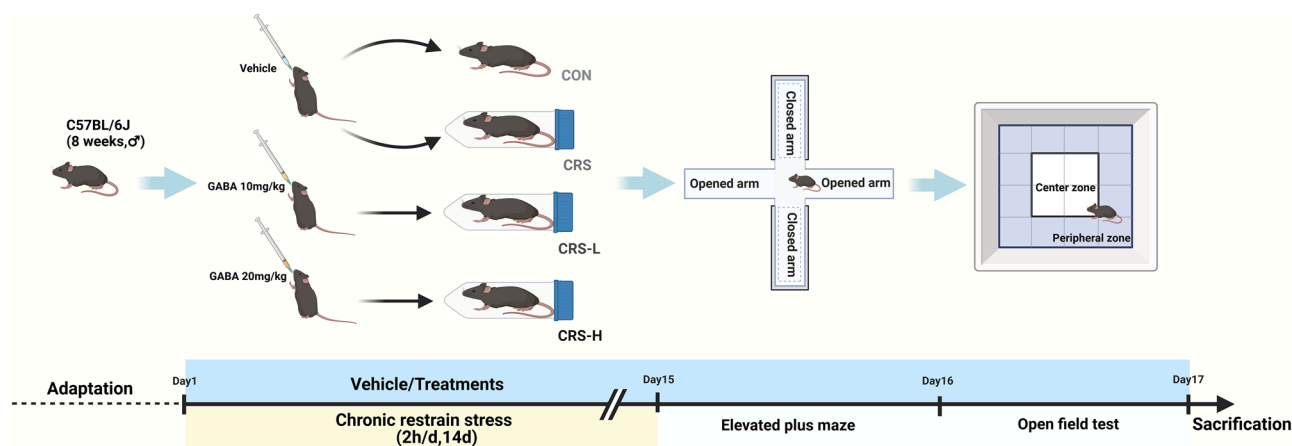 C57BL/6J
(8 weeks,♂)
Vehicle
GABA 10mg/kg
GABA 20mg/kg
CON
CRS
CRS-L
CRS-H
Closed arm
Opened arm
Opened arm
Closed arm
Center zone
Peripheral zone
Adaptation
Day1
Vehicle/Treatments
Chronic restrain stress
(2h/d,14d)
Day15
Elevated plus maze
Day16
Open field test
Day17
Sacrification